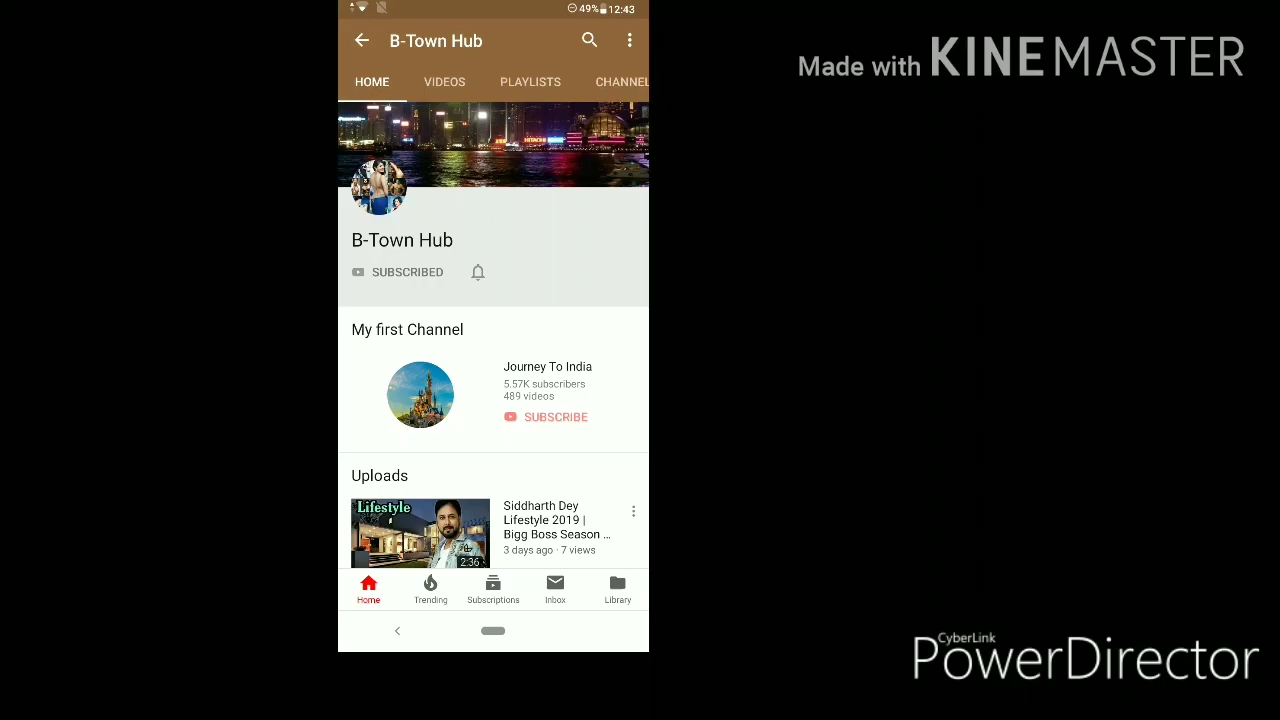 49% 12:43
B-Town Hub
HOME VIDEOS PLAYLISTS CHANNEL
HITACHI
B-Town Hub
SUBSCRIBED
My first Channel
Journey To India
5.57K subscribers
489 videos
SUBSCRIBE
Uploads
Lifestyle
2:36
Siddharth Dey
Lifestyle 2019 |
Bigg Boss Season ...
3 days ago · 7 views
Home Trending Subscriptions Inbox Library
Made with KINEMASTER
CyberLink
PowerDirector